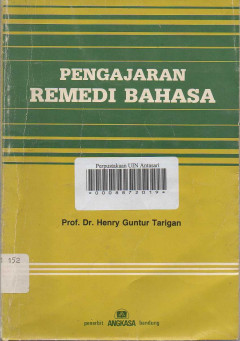 PENGAJARAN
REMEDI BAHASA
Perpustakaan UIN Antasari
Prof. Dr. Henry Guntur Tarigan
152
penerbit ANGKASA bandung